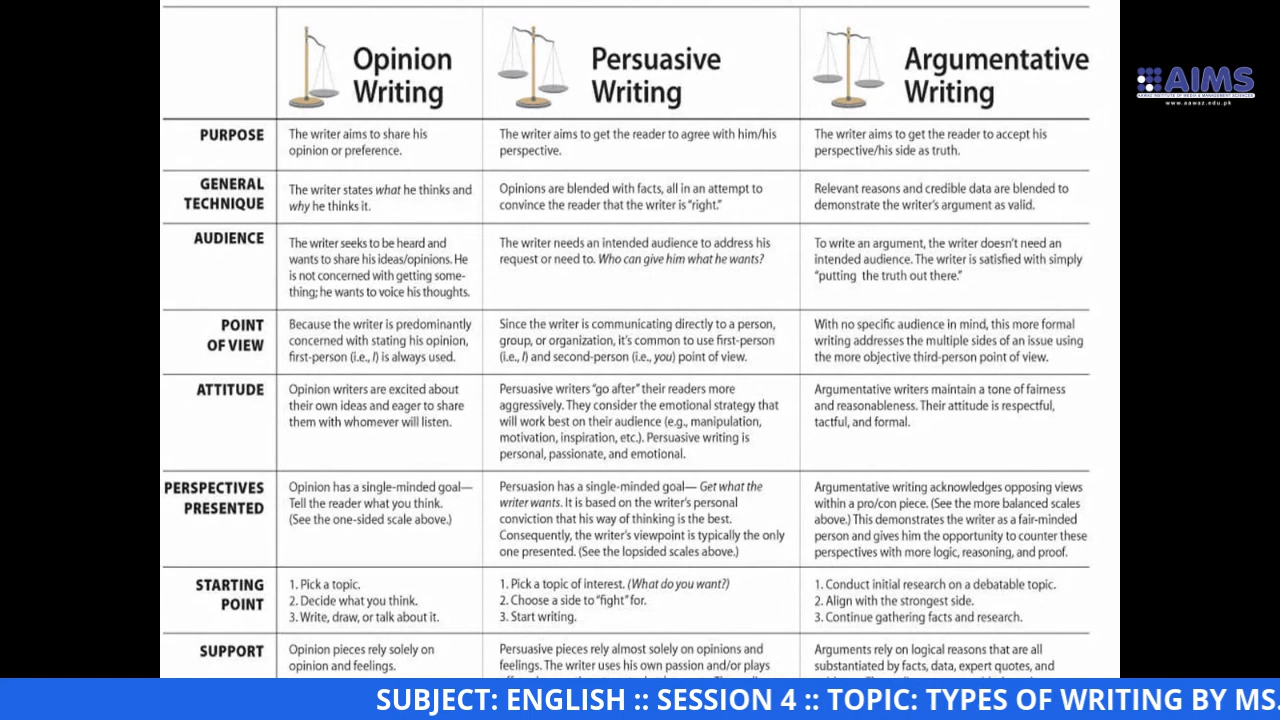 Opinion
Writing
Persuasive
Writing
Argumentative
Writing
PURPOSE
The writer aims to share his
opinion or preference.
The writer aims to get the reader to agree with him/his
perspective.
The writer aims to get the reader to accept his
perspective/his side as truth.
GENERAL
TECHNIQUE
The writer states what he thinks and
why he thinks it.
Opinions are blended with facts, all in an attempt to
convince the reader that the writer is "right."
Relevant reasons and credible data are blended to
demonstrate the writer's argument as valid.
AUDIENCE
The writer seeks to be heard and
wants to share his ideas/opinions. He
is not concerned with getting some-
thing; he wants to voice his thoughts.
The writer needs an intended audience to address his
request or need to. Who can give him what he wants?
To write an argument, the writer doesn't need an
intended audience. The writer is satisfied with simply
"putting the truth out there."
POINT
OF VIEW
Because the writer is predominantly
concerned with stating his opinion,
first-person (i.e., I) is always used.
Since the writer is communicating directly to a person,
group, or organization, it's common to use first-person
(i.e., I) and second-person (i.e., you) point of view.
With no specific audience in mind, this more formal
writing addresses the multiple sides of an issue using
the more objective third-person point of view.
ATTITUDE
Opinion writers are excited about
their own ideas and eager to share
them with whomever will listen.
Persuasive writers "go after" their readers more
aggressively. They consider the emotional strategy that
will work best on their audience (e.g., manipulation,
motivation, inspiration, etc.). Persuasive writing is
personal, passionate, and emotional.
Argumentative writers maintain a tone of fairness
and reasonableness. Their attitude is respectful,
tactful, and formal.
PERSPECTIVES
PRESENTED
Opinion has a single-minded goal—
Tell the reader what you think.
(See the one-sided scale above.)
Persuasion has a single-minded goal— Get what the
writer wants. It is based on the writer's personal
conviction that his way of thinking is the best.
Consequently, the writer's viewpoint is typically the only
one presented. (See the lopsided scales above.)
Argumentative writing acknowledges opposing views
within a pro/con piece. (See the more balanced scales
above.) This demonstrates the writer as a fair-minded
person and gives him the opportunity to counter these
perspectives with more logic, reasoning, and proof.
STARTING
POINT
1. Pick a topic.
2. Decide what you think.
3. Write, draw, or talk about it.
1. Pick a topic of interest. (What do you want?)
2. Choose a side to "fight" for.
3. Start writing.
1. Conduct initial research on a debatable topic.
2. Align with the strongest side.
3. Continue gathering facts and research.
SUPPORT
Opinion pieces rely solely on
opinion and feelings.
Persuasive pieces rely almost solely on opinions and
feelings. The writer uses his own passion and/or plays
Arguments rely on logical reasons that are all
substantiated by facts, data, expert quotes, and
AIMS
AAWAZ INSTITUTE OF MEDIA & MANAGEMENT SCIENCES
www.aawaz.edu.pk
SUBJECT: ENGLISH :: SESSION 4 :: TOPIC: TYPES OF WRITING BY MS.